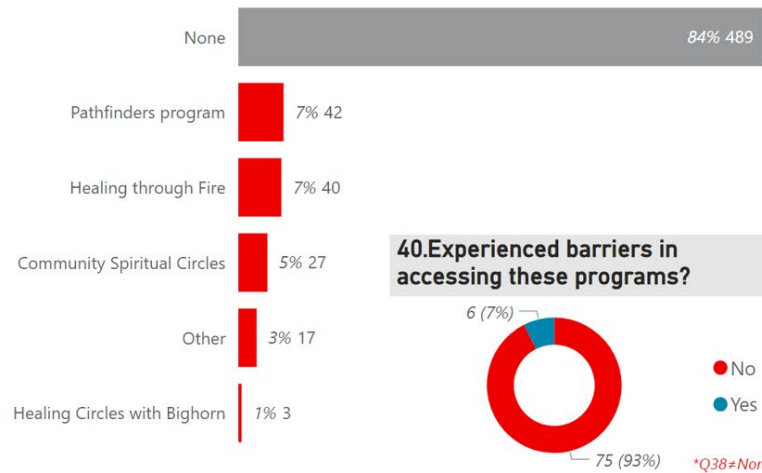 None
84% 489
Pathfinders program
7% 42
Healing through Fire
7% 40
Community Spiritual Circles
5% 27
Other
3% 17
Healing Circles with Bighorn
1% 3
40.Experienced barriers in
accessing these programs?
6 (7%)
No
Yes
75 (93%)